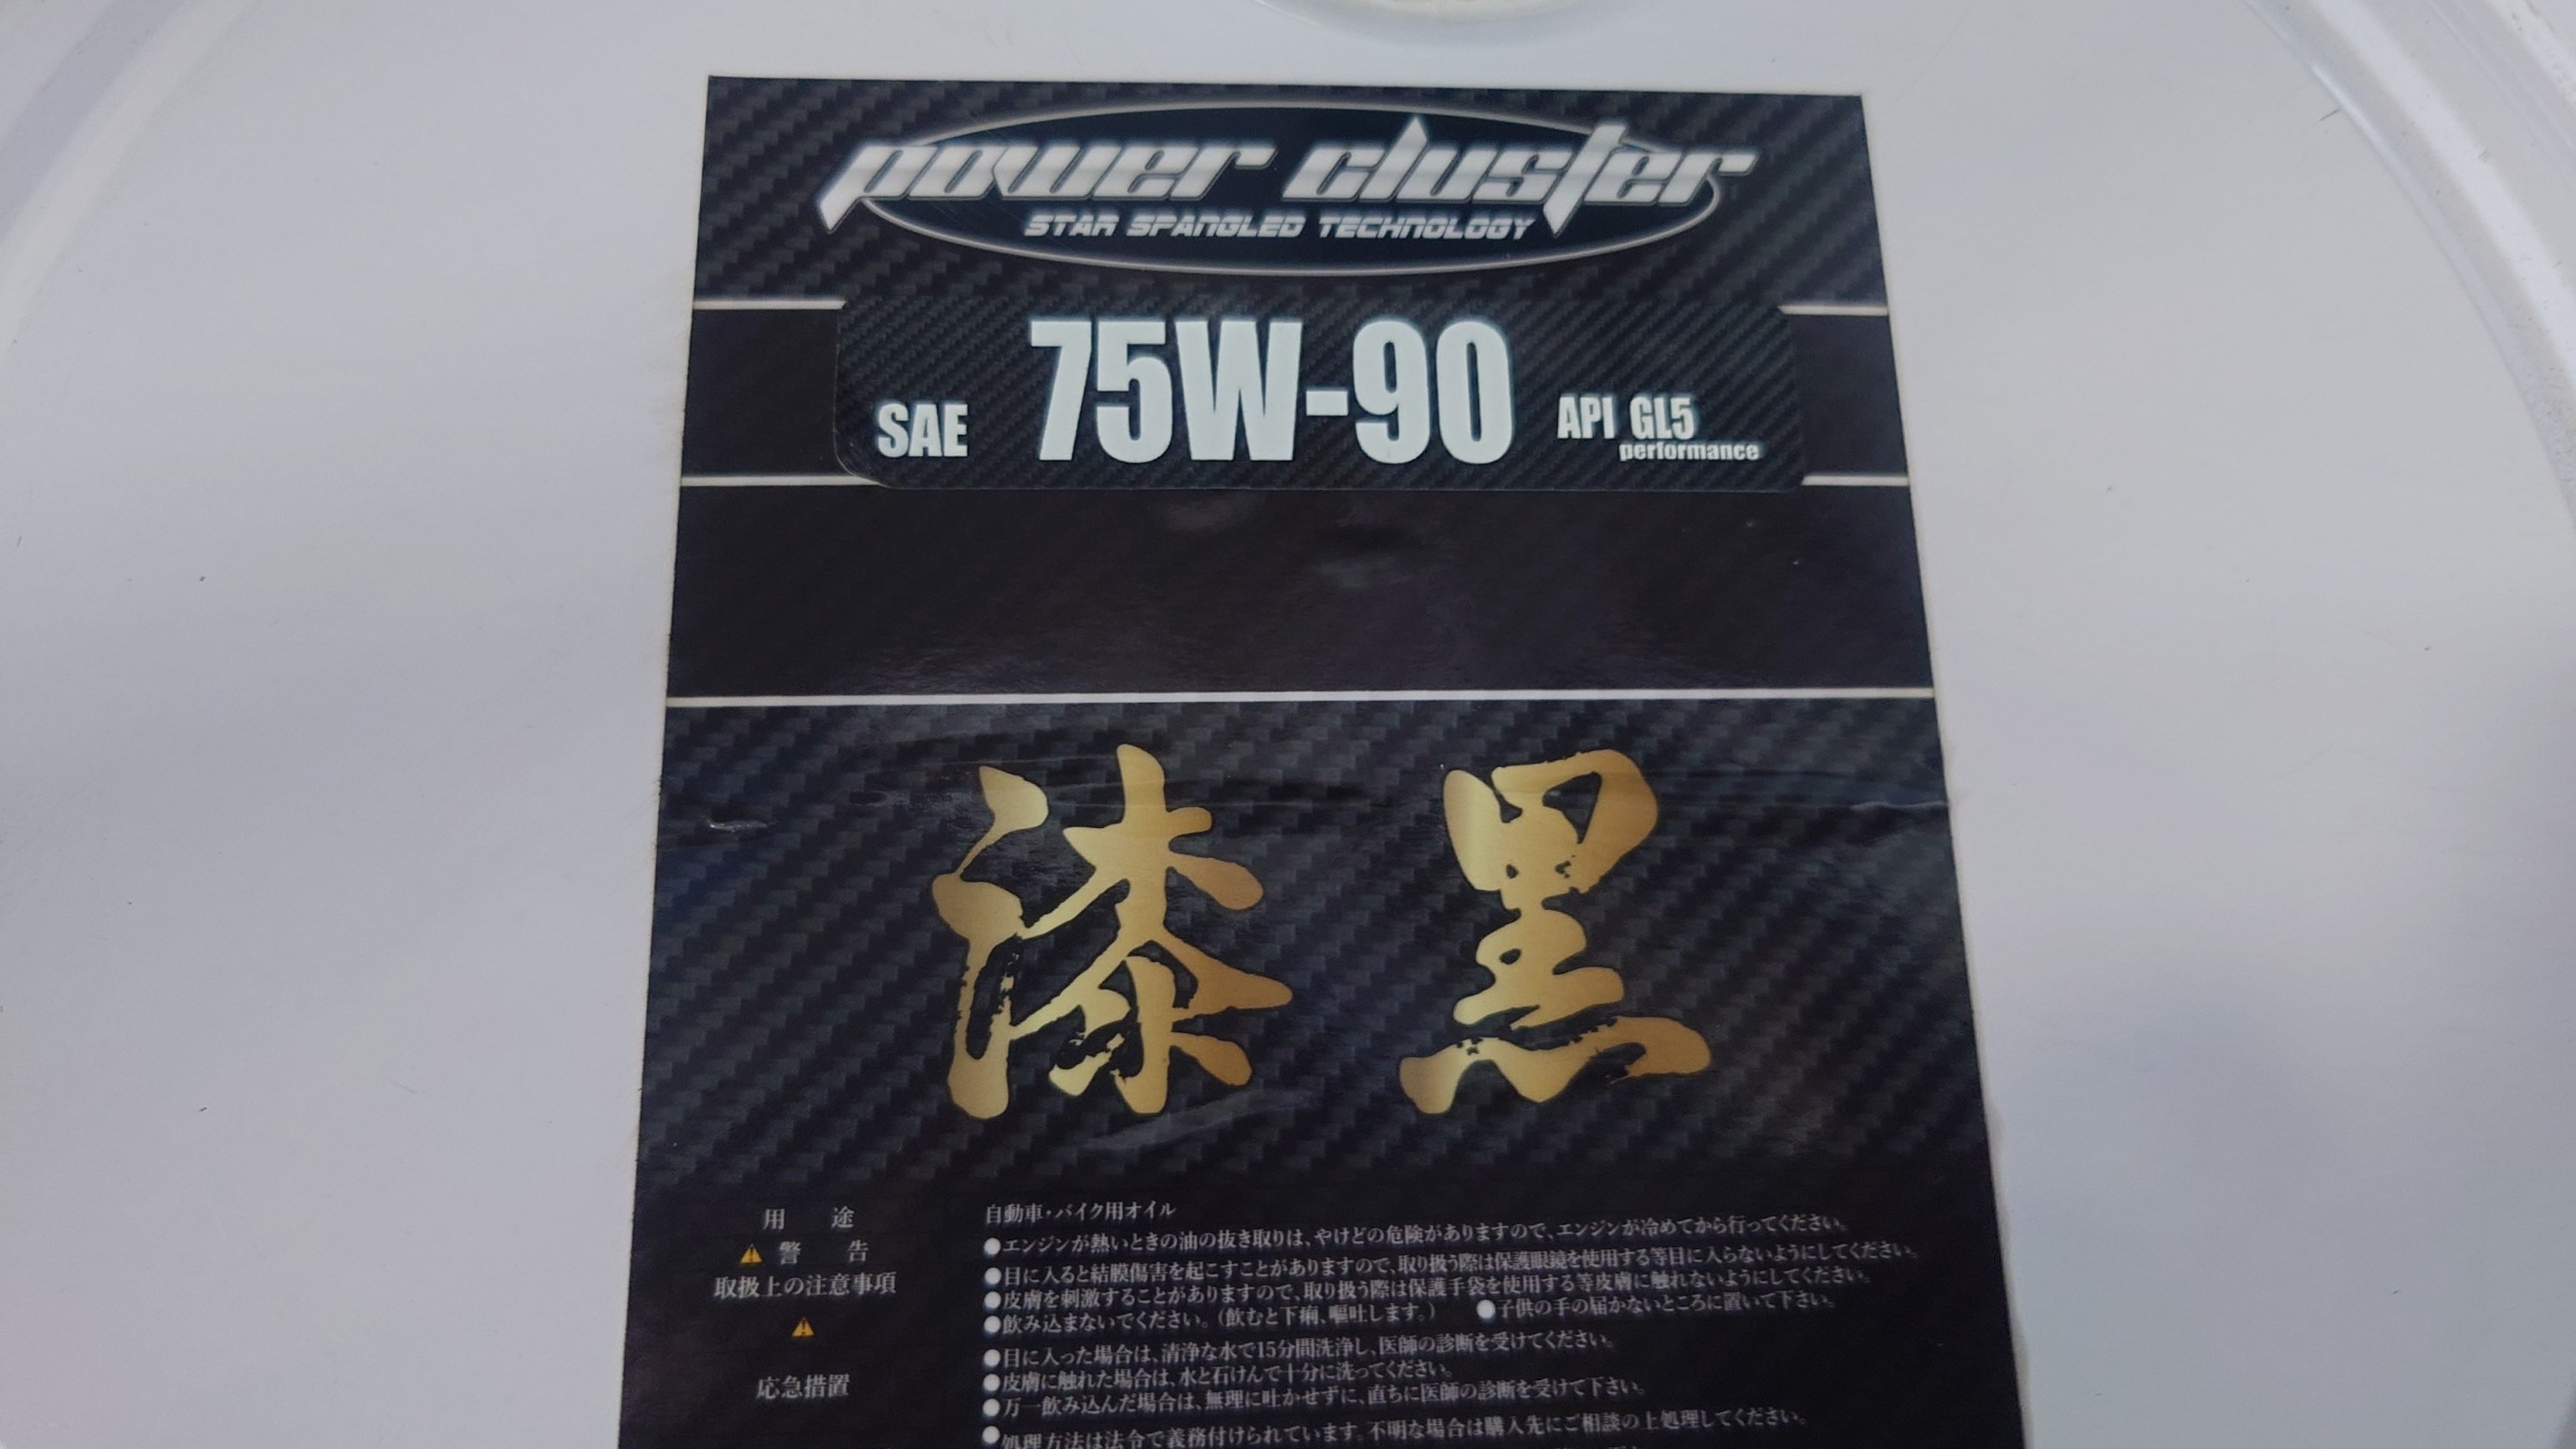 power cluster
STAR SPANGLED TECHNOLOGY
SAE 75W-90 API GL5
performance
漆黒
用途 自動車・バイク用オイル
⚠警告 ●エンジンが熱いときの油の抜き取りは、やけどの危険がありますので、エンジンが冷めてから行ってください。
取扱上の注意事項 ●目に入ると結膜傷害を起こすことがありますので、取り扱う際は保護眼鏡を使用する等目に入らないようにしてください。
●皮膚を刺激することがありますので、取り扱う際は保護手袋を使用する等皮膚に触れないようにしてください。
⚠ ●飲み込まないでください。(飲むと下痢、嘔吐します。) ●子供の手の届かないところに置いて下さい。
●目に入った場合は、清浄な水で15分間洗浄し、医師の診断を受けてください。
応急措置 ●皮膚に触れた場合は、水と石けんで十分に洗ってください。
●万一飲み込んだ場合は、無理に吐かせずに、直ちに医師の診断を受けて下さい。
●処理方法は法令で義務付けられています。不明な場合は購入先にご相談の上処理してください。